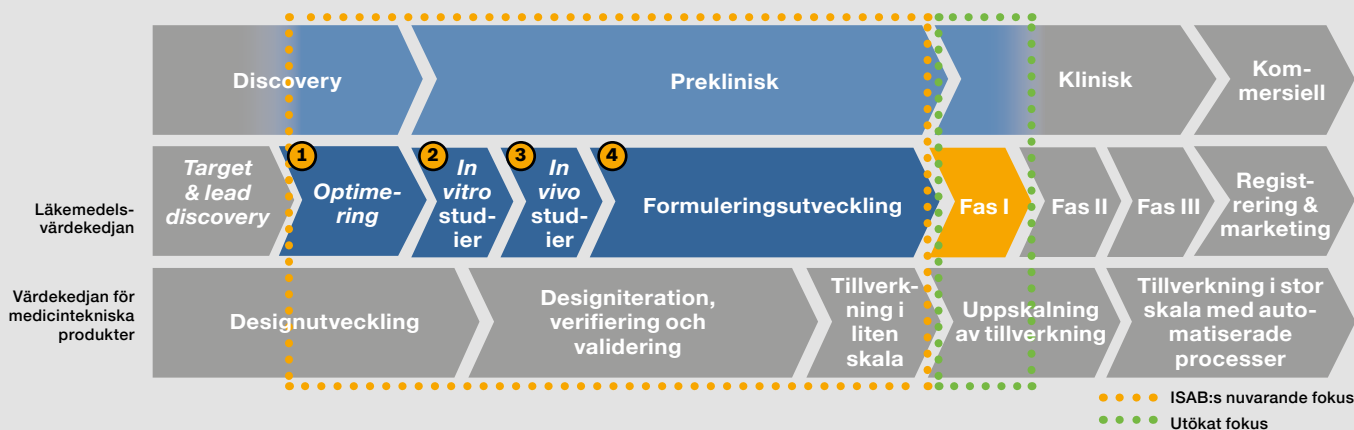 Discovery
Preklinisk
Klinisk
Kom-
mersiell
Läkemedels-
värdekedjan
Target
& lead
discovery
1
Optime-
ring
2
In
vitro
stud-
ier
3
In
vivo
stud-
ier
4
Formuleringsutveckling
Fas I
Fas II
Fas III
Regist-
rering &
marketing
Värdekedjan för
medicintekniska
produkter
Designutveckling
Designiteration,
verifiering och
validering
Tillverk-
ning i
liten
skala
Uppskalning
av tillverkning
Tillverkning i stor
skala med auto-
matiserade
processer
ISAB:s nuvarande fokus
Utökat fokus